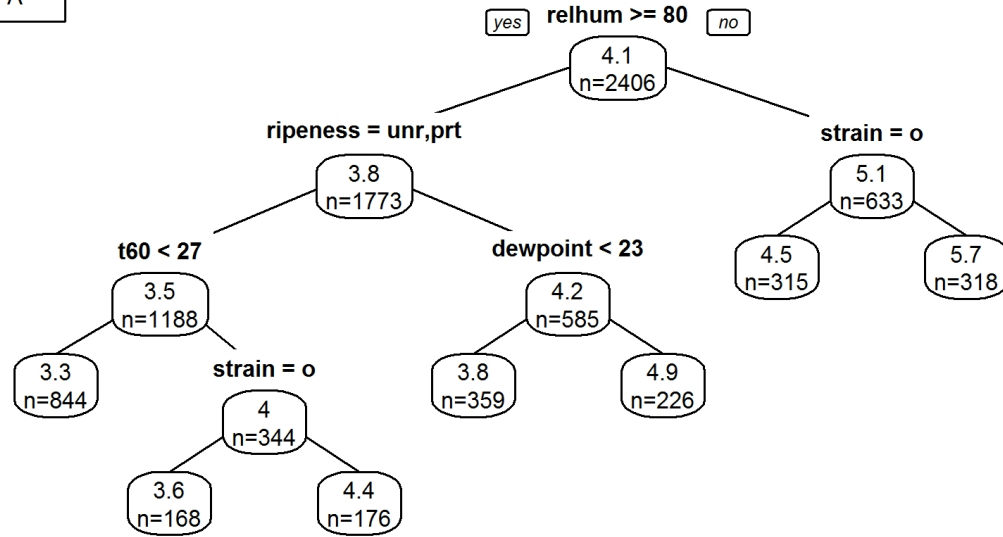 A
yes relhum >= 80 no
4.1
n=2406
ripeness = unr,prt
strain = o
3.8
n=1773
5.1
n=633
t60 < 27
dewpoint < 23
4.5
n=315
5.7
n=318
3.5
n=1188
4.2
n=585
strain = o
3.3
n=844
3.8
n=359
4.9
n=226
4
n=344
3.6
n=168
4.4
n=176